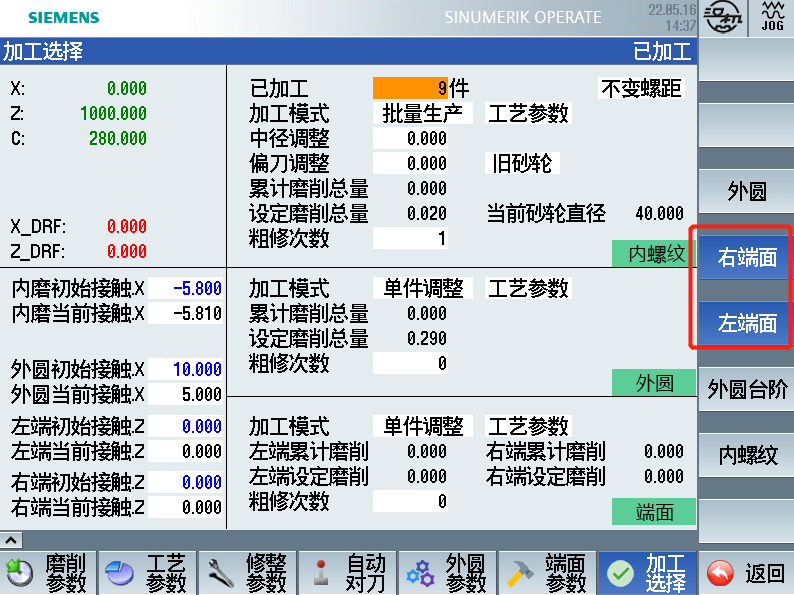 SIEMENS
SINUMERIK OPERATE
22.05.16
14:37
JOG
加工选择
已加工
X: 0.000
Z: 1000.000
C: 280.000
X_DRF: 0.000
Z_DRF: 0.000
已加工 9件 不变螺距
加工模式 批量生产 工艺参数
中径调整 0.000
偏刀调整 0.000 旧砂轮
累计磨削总量 0.000
设定磨削总量 0.020 当前砂轮直径 40.000
粗修次数 1
内螺纹
内磨初始接触.X -5.800
内磨当前接触.X -5.810
外圆初始接触.X 10.000
外圆当前接触.X 5.000
左端初始接触.Z 0.000
左端当前接触.Z 0.000
右端初始接触.Z 0.000
右端当前接触.Z 0.000
加工模式 单件调整 工艺参数
累计磨削总量 0.000
设定磨削总量 0.290
粗修次数 0
外圆
加工模式 单件调整 工艺参数
左端累计磨削 0.000 右端累计磨削 0.000
左端设定磨削 0.000 右端设定磨削 0.000
粗修次数 0
端面
外圆
右端面
左端面
外圆台阶
内螺纹
磨削
参数
工艺
参数
修整
参数
自动
对刀
外圆
参数
端面
参数
加工
选择
返回